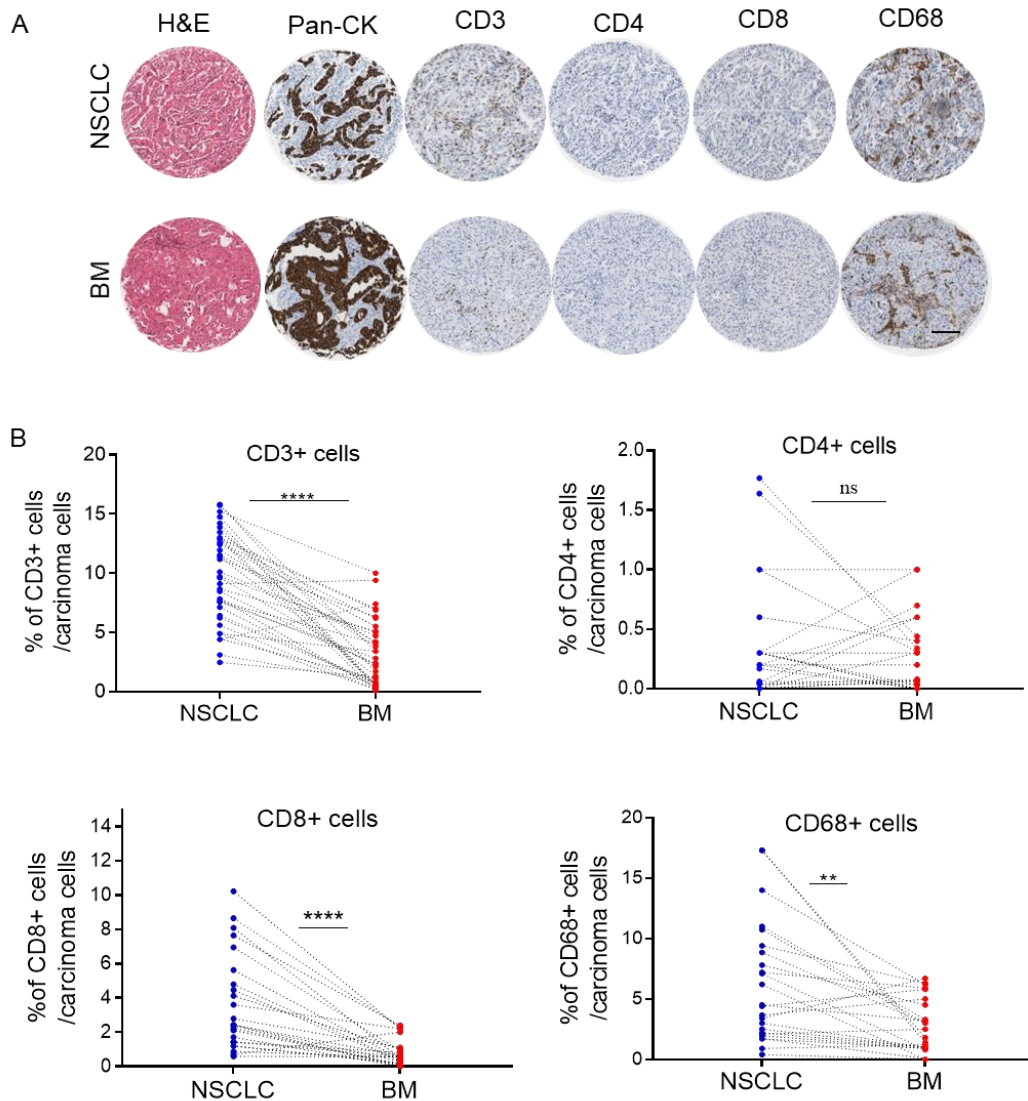 A
H&E Pan-CK CD3 CD4 CD8 CD68
NSCLC
BM
B
CD3+ cells
% of CD3+ cells
/carcinoma cells
20
15
10
5
0
****
NSCLC BM
CD4+ cells
% of CD4+ cells
/carcinoma cells
2.0
1.5
1.0
0.5
0.0
ns
NSCLC BM
CD8+ cells
%of CD8+ cells
/carcinoma cells
14
12
10
8
6
4
2
0
****
NSCLC BM
CD68+ cells
%of CD68+ cells
/carcinoma cells
20
15
10
5
0
**
NSCLC BM